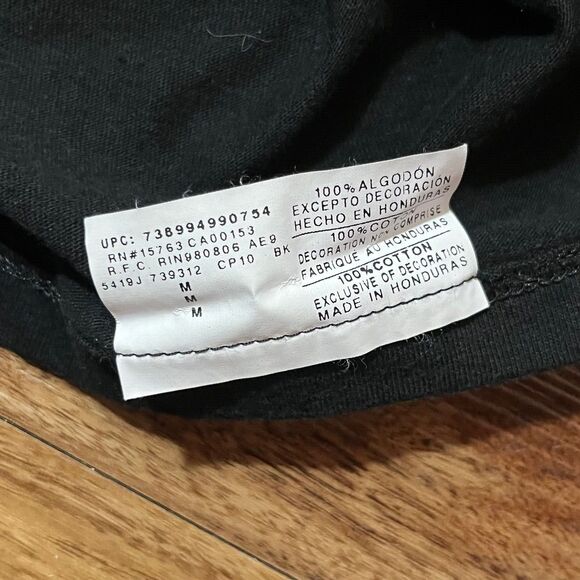 UPC: 738994990754
RN#15763 CA00153
R.F.C. RIN980806 AE9
5419J 739312 CP10 BK
M
M
M
100% ALGODÓN
EXCEPTO DECORACIÓN
HECHO EN HONDURAS
100% COTON
DECORATION NON COMPRISE
FABRIQUE AU HONDURAS
100% COTTON
EXCLUSIVE OF DECORATION
MADE IN HONDURAS